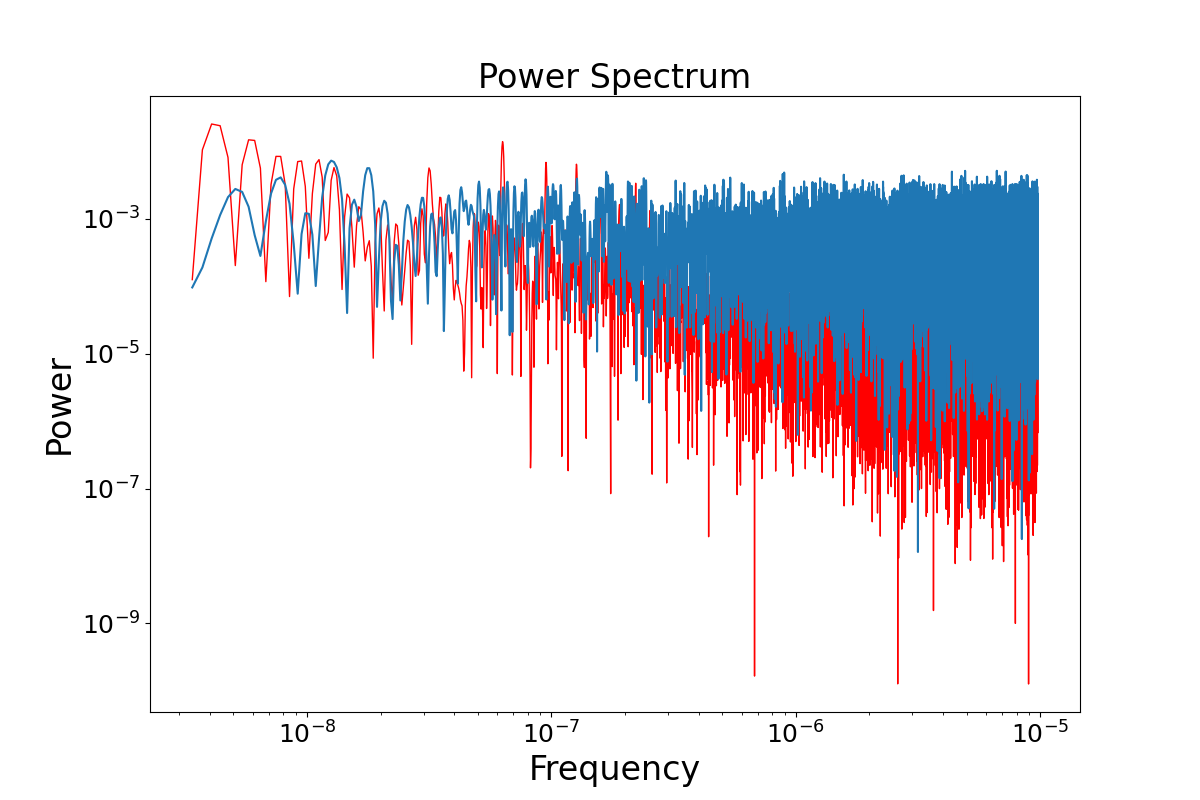 Power Spectrum
Power
10⁻³
10⁻⁵
10⁻⁷
10⁻⁹
10⁻⁸ 10⁻⁷ 10⁻⁶ 10⁻⁵
Frequency